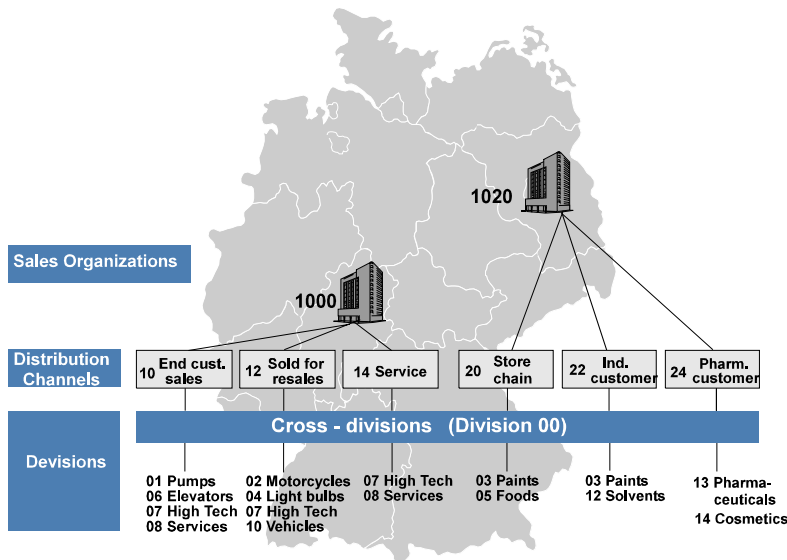 1020
Sales Organizations
1000
Distribution
Channels
10 End cust.
sales
12 Sold for
resales
14 Service
20 Store
chain
22 Ind.
customer
24 Pharm.
customer
Cross - divisions (Division 00)
Devisions
01 Pumps
06 Elevators
07 High Tech
08 Services
02 Motorcycles
04 Light bulbs
07 High Tech
10 Vehicles
07 High Tech
08 Services
03 Paints
05 Foods
03 Paints
12 Solvents
13 Pharma-
ceuticals
14 Cosmetics